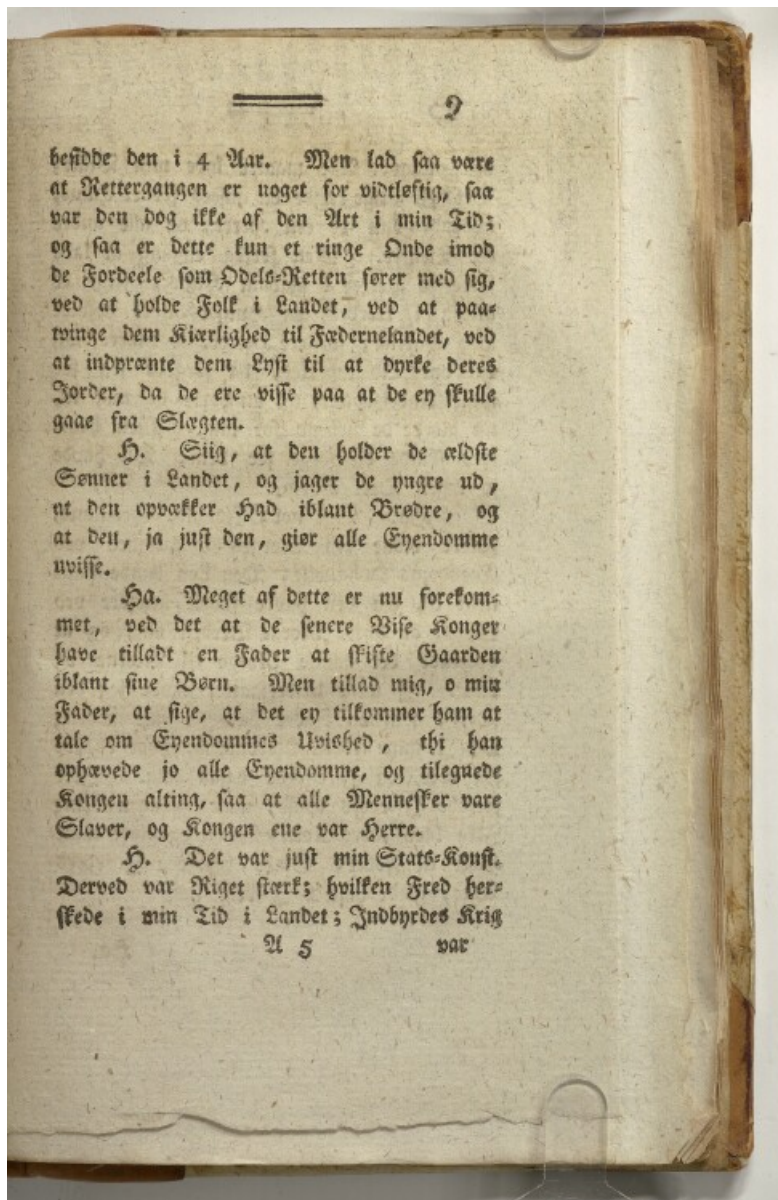 9
besidde den i 4 Aar. Men lad saa være
at Rettergangen er noget for vidtløftig, saa
var den dog ikke af den Art i min Tid;
og saa er dette kun et ringe Onde imod
de Fordeele som Odels-Retten fører med sig,
ved at holde Folk i Landet, ved at paa-
tvinge dem Kiærlighed til Fædernelandet, ved
at indprænte dem Lyst til at dyrke deres
Jorder, da de ere visse paa at de ey skulle
gaae fra Slægten.
H. Siig, at den holder de ældste
Sønner i Landet, og jager de yngre ud,
at den opvækker Had iblant Brødre, og
at den, ja just den, giør alle Eyendomme
uvisse.
Ha. Meget af dette er nu forekom-
met, ved det at de senere Vise Konger
have tilladt en Fader at skifte Gaarden
iblant sine Børn. Men tillad mig, o min
Fader, at sige, at det ey tilkommer ham at
tale om Eyendommes Uvished, thi han
ophævede jo alle Eyendomme, og tilegnede
Kongen alting, saa at alle Mennesker vare
Slaver, og Kongen ene var Herre.
H. Det var just min Stats-Konst.
Derved var Riget stærk; hvilken Fred her-
skede i min Tid i Landet; Indbyrdes Krig
A 5 var